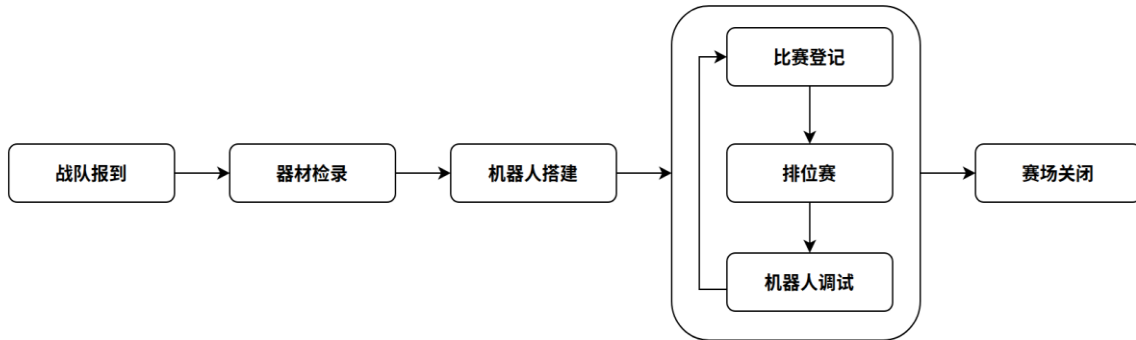 战队报到
器材检录
机器人搭建
比赛登记
排位赛
机器人调试
赛场关闭